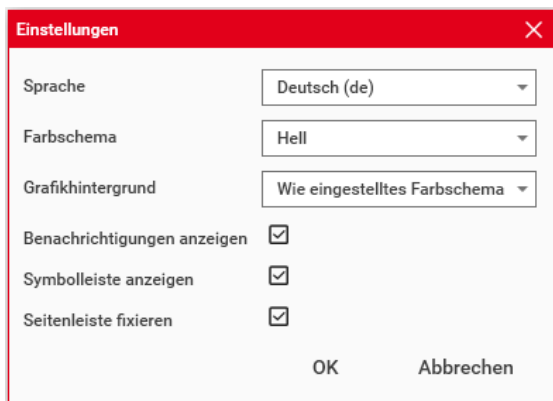 Einstellungen
Sprache Deutsch (de)
Farbschema Hell
Grafikhintergrund Wie eingestelltes Farbschema
Benachrichtigungen anzeigen
Symbolleiste anzeigen
Seitenleiste fixieren
OK Abbrechen